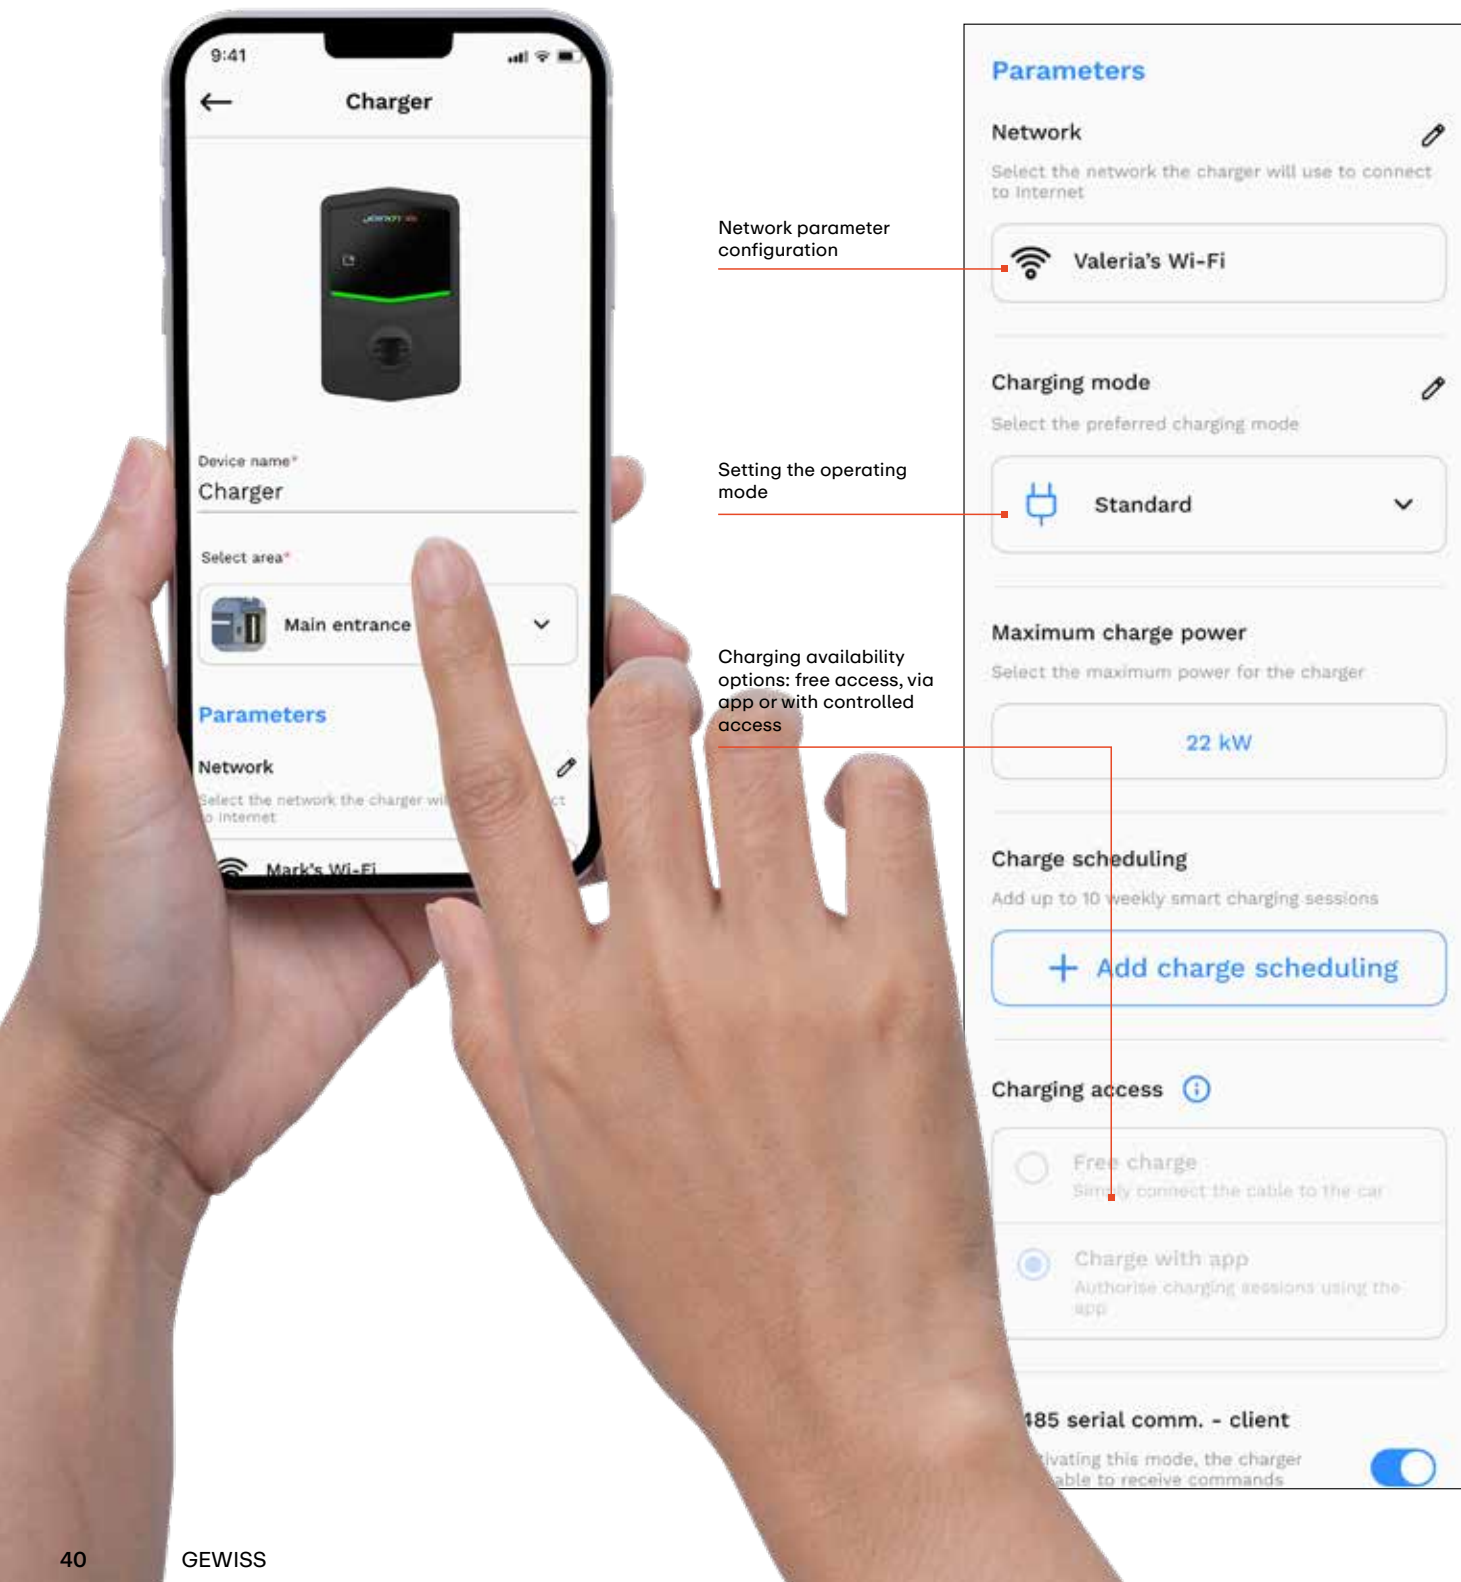 9:41
Charger
Device name*
Charger
Select area*
Main entrance
Parameters
Network
Select the network the charger
to Internet
Mark's Wi-Fi
Network parameter
configuration
Setting the operating
mode
Charging availability
options: free access, via
app or with controlled
access
Parameters
Network
Select the network the charger will use to connect
to Internet
Valeria's Wi-Fi
Charging mode
Select the preferred charging mode
Standard
Maximum charge power
Select the maximum power for the charger
22 kW
Charge scheduling
Add up to 10 weekly smart charging sessions
+ Add charge scheduling
Charging access
Free charge
Simply connect the cable to the car
Charge with app
Authorise charging sessions using the
app
485 serial comm. - client
this mode, the charger
able to receive commands
40
GEWISS